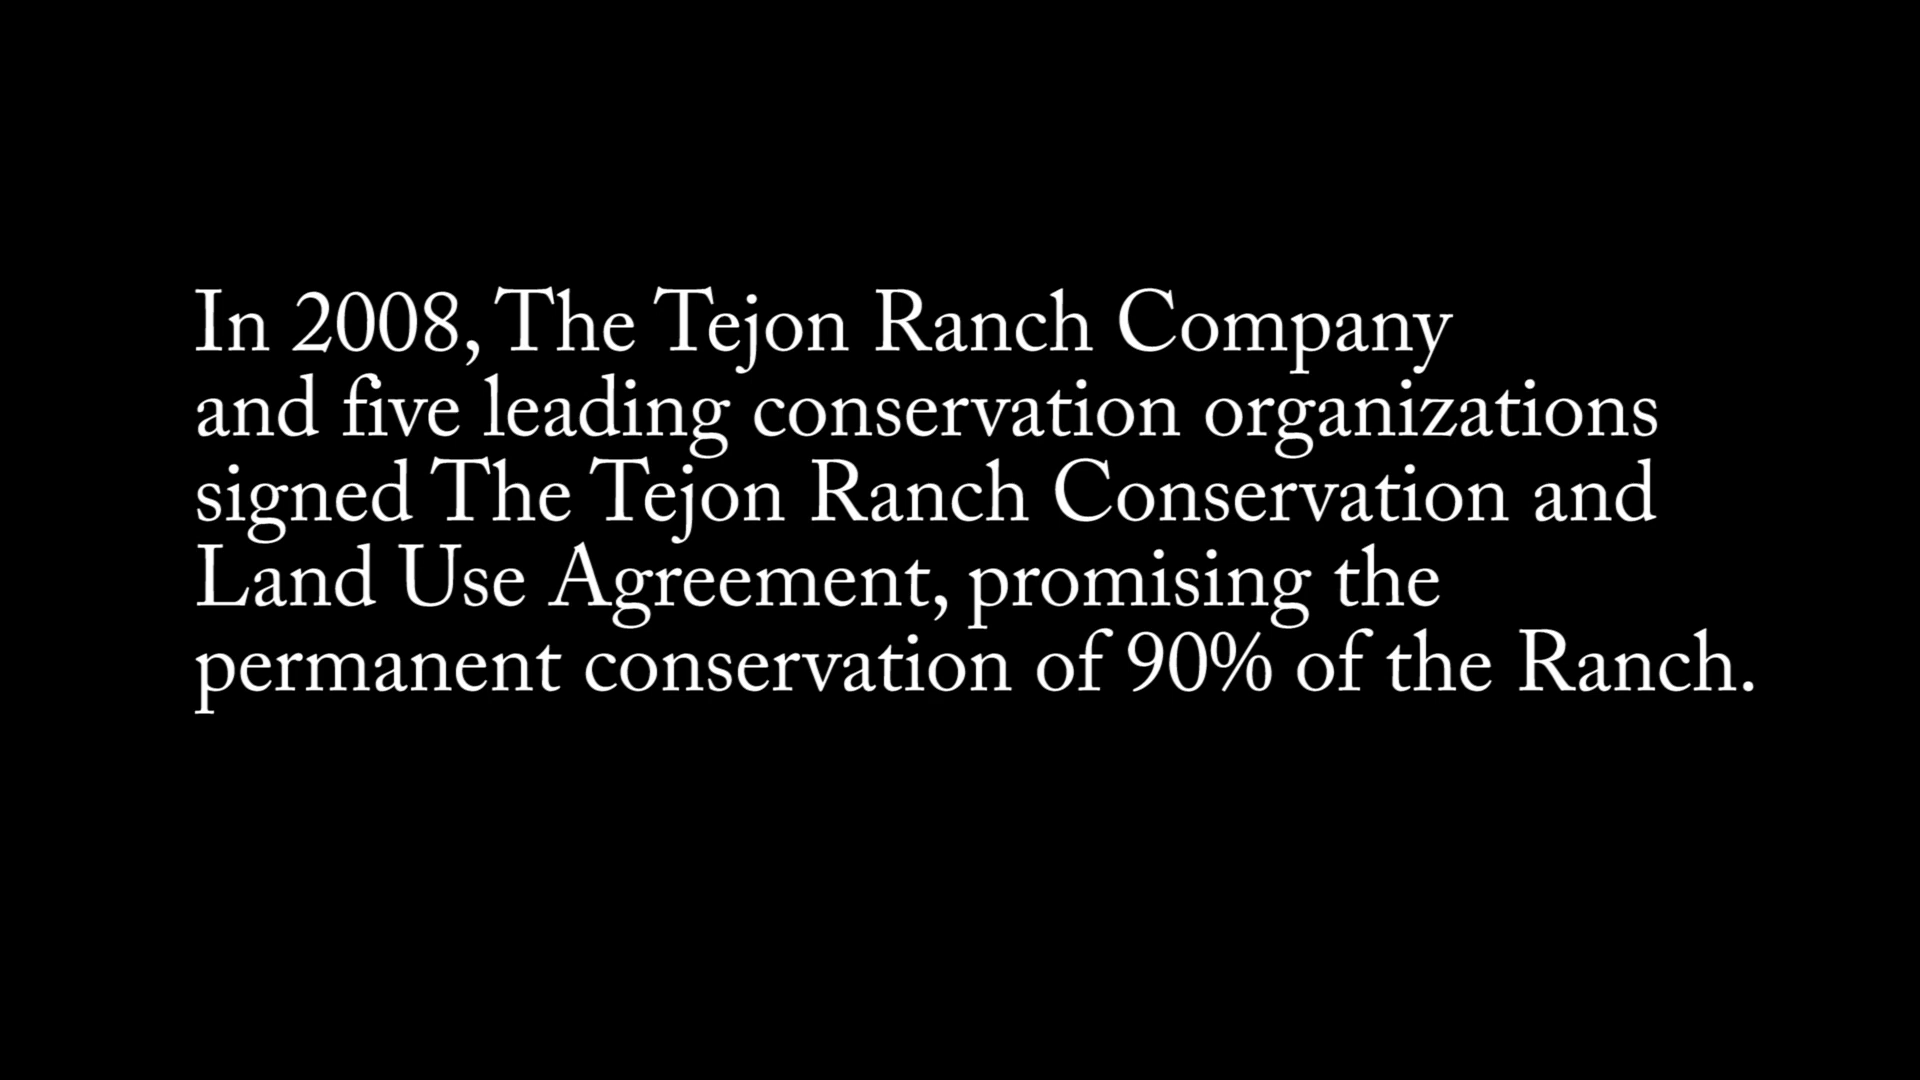 In 2008, The Tejon Ranch Company
and five leading conservation organizations
signed The Tejon Ranch Conservation and
Land Use Agreement, promising the
permanent conservation of 90% of the Ranch.